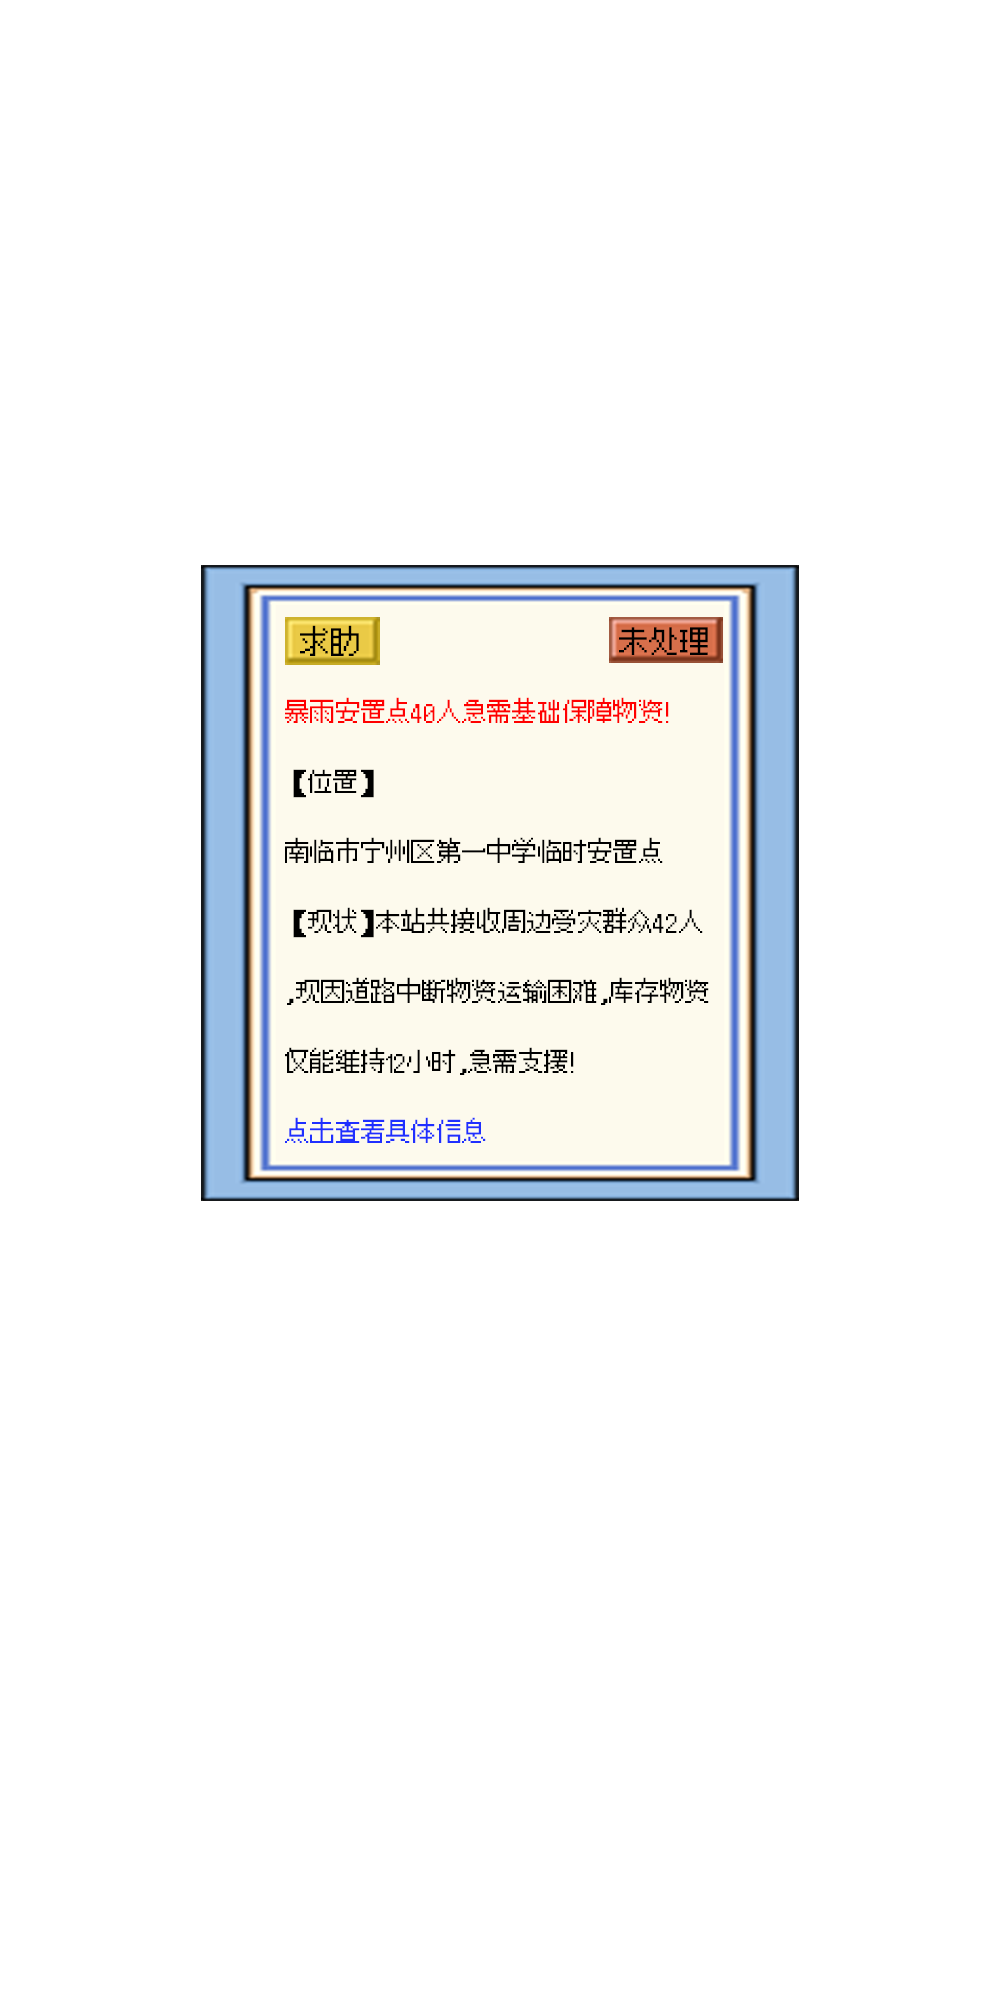 求助
未处理
暴雨安置点40人急需基础保障物资!
【位置】
南临市宁州区第一中学临时安置点
【现状】本站共接收周边受灾群众42人
,现因道路中断物资运输困难,库存物资
仅能维持12小时,急需支援!
点击查看具体信息